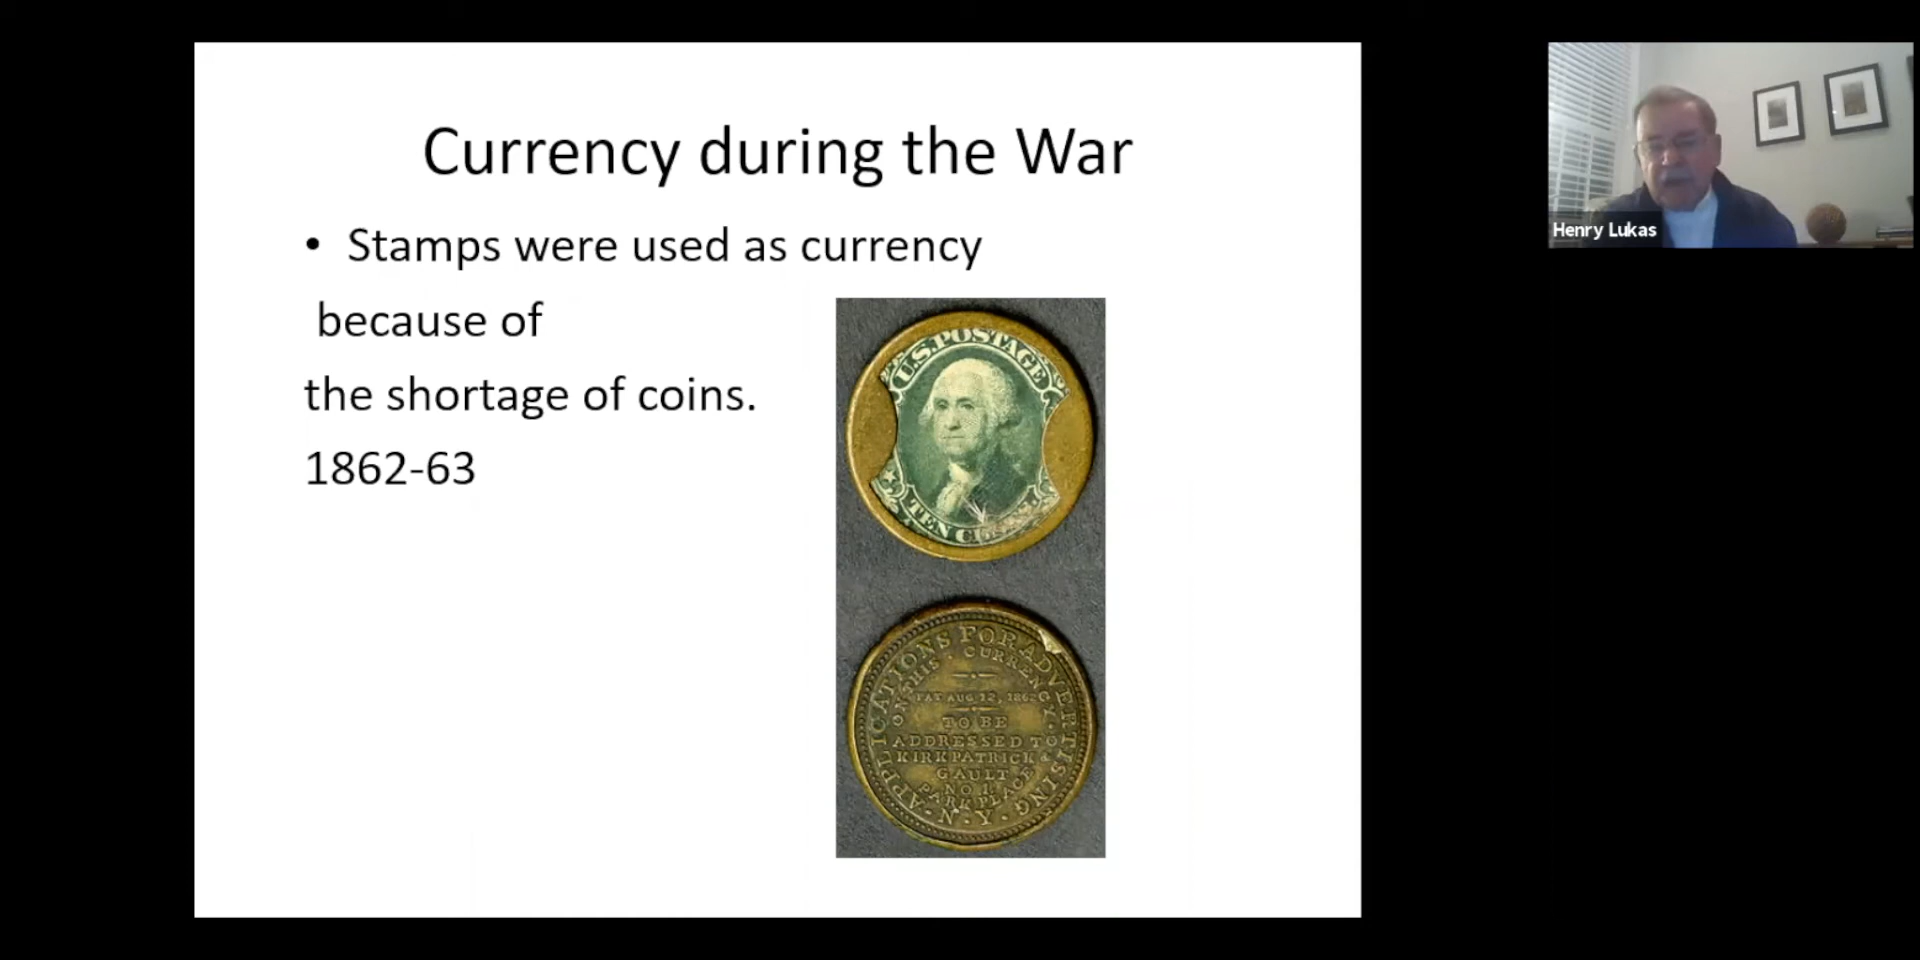 Currency during the War
• Stamps were used as currency
because of
the shortage of coins.
1862-63
U.S. POSTAGE
TEN
APPLICATIONS FOR ADVERTISING
ON THIS CURRENCY.
PAT AUG 12, 1862
TO BE
ADDRESSED TO
KIRKPATRICK &
GAULT
NO 1
PARK PLACE
N.Y.
Henry Lukas